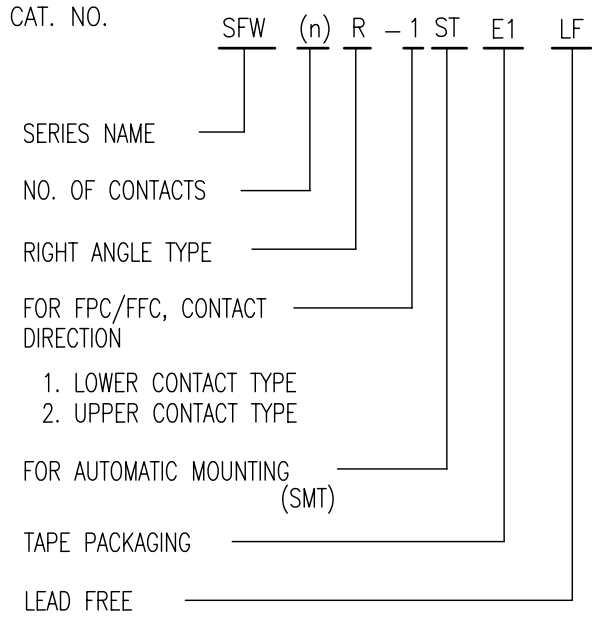 CAT. NO.
SFW (n) R – 1 ST E1 LF
SERIES NAME
NO. OF CONTACTS
RIGHT ANGLE TYPE
FOR FPC/FFC, CONTACT
DIRECTION
1. LOWER CONTACT TYPE
2. UPPER CONTACT TYPE
FOR AUTOMATIC MOUNTING
(SMT)
TAPE PACKAGING
LEAD FREE